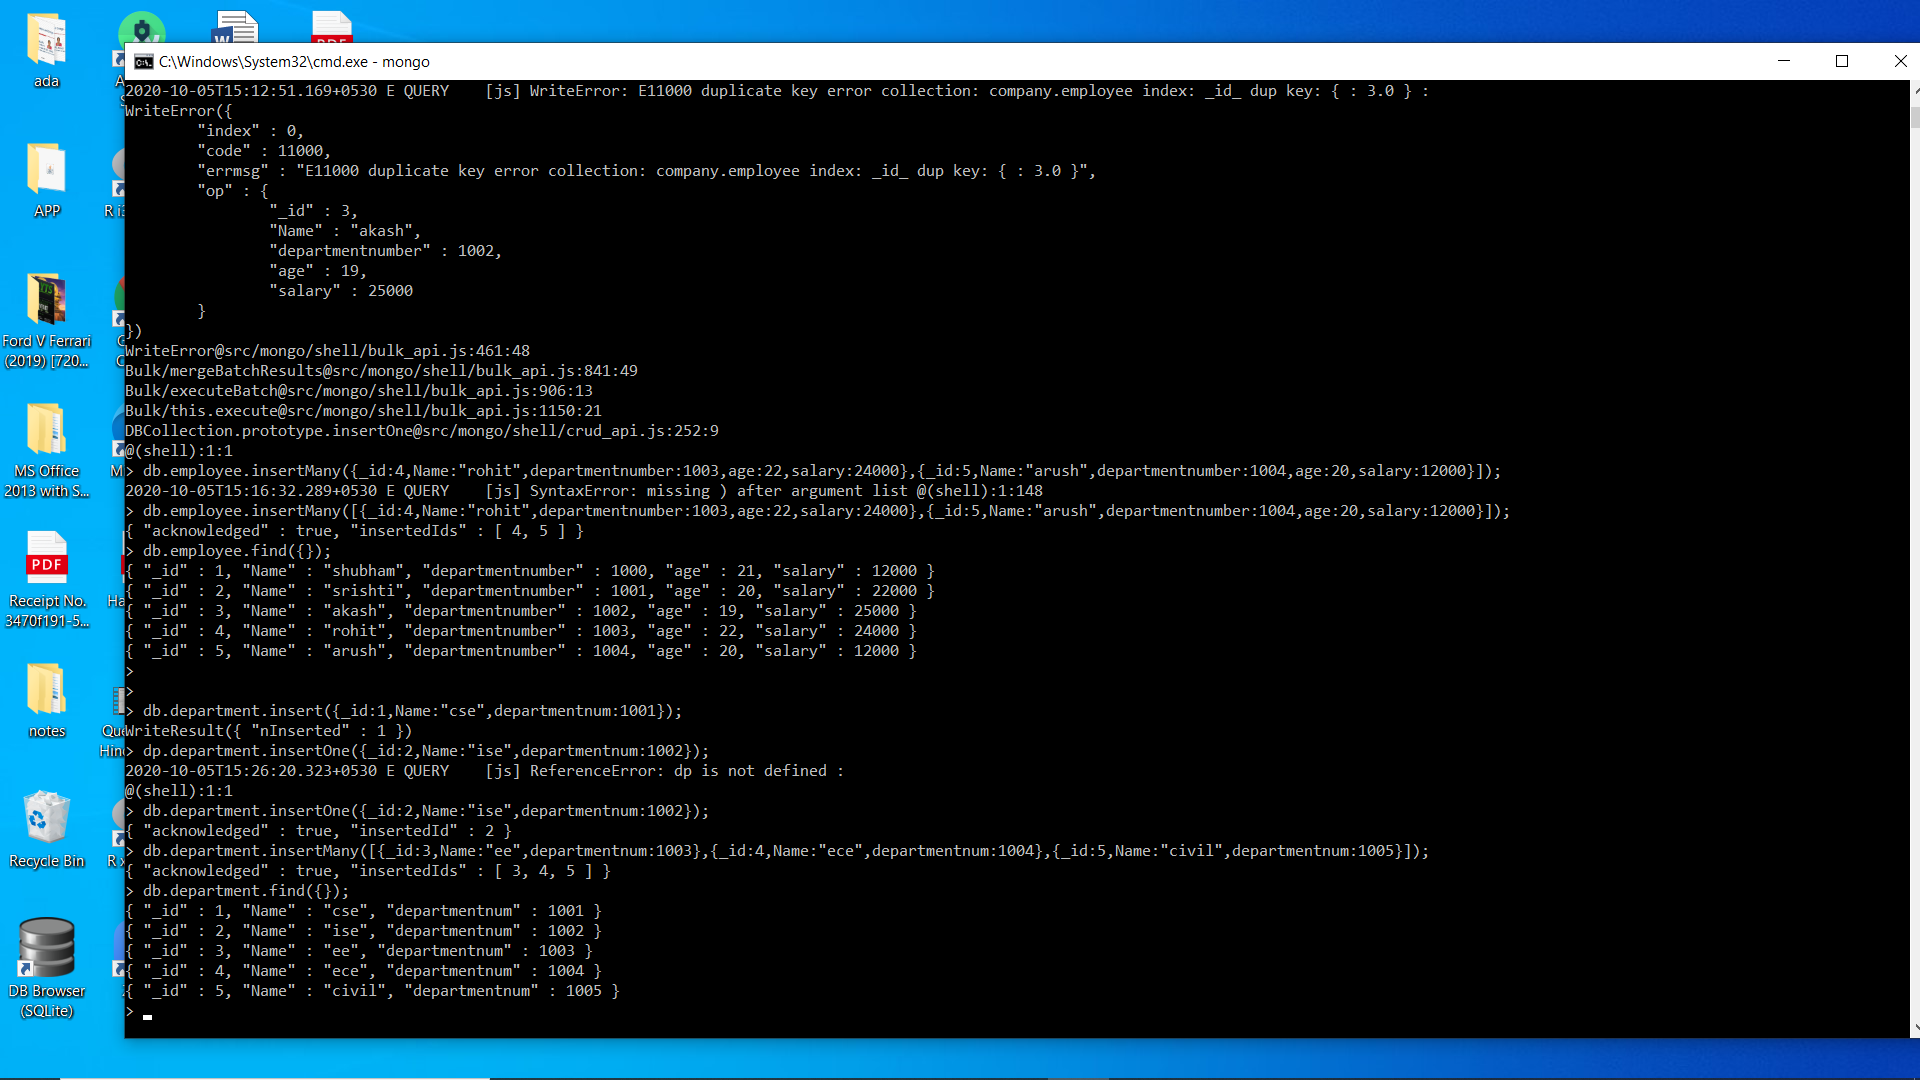 C:\Windows\System32\cmd.exe - mongo
2020-10-05T15:12:51.169+0530 E QUERY    [js] WriteError: E11000 duplicate key error collection: company.employee index: _id_ dup key: { : 3.0 } :
WriteError({
        "index" : 0,
        "code" : 11000,
        "errmsg" : "E11000 duplicate key error collection: company.employee index: _id_ dup key: { : 3.0 }",
        "op" : {
                "_id" : 3,
                "Name" : "akash",
                "departmentnumber" : 1002,
                "age" : 19,
                "salary" : 25000
        }
})
WriteError@src/mongo/shell/bulk_api.js:461:48
Bulk/mergeBatchResults@src/mongo/shell/bulk_api.js:841:49
Bulk/executeBatch@src/mongo/shell/bulk_api.js:906:13
Bulk/this.execute@src/mongo/shell/bulk_api.js:1150:21
DBCollection.prototype.insertOne@src/mongo/shell/crud_api.js:252:9
@(shell):1:1
> db.employee.insertMany({_id:4,Name:"rohit",departmentnumber:1003,age:22,salary:24000},{_id:5,Name:"arush",departmentnumber:1004,age:20,salary:12000}]);
2020-10-05T15:16:32.289+0530 E QUERY    [js] SyntaxError: missing ) after argument list @(shell):1:148
> db.employee.insertMany([{_id:4,Name:"rohit",departmentnumber:1003,age:22,salary:24000},{_id:5,Name:"arush",departmentnumber:1004,age:20,salary:12000}]);
{ "acknowledged" : true, "insertedIds" : [ 4, 5 ] }
> db.employee.find({});
{ "_id" : 1, "Name" : "shubham", "departmentnumber" : 1000, "age" : 21, "salary" : 12000 }
{ "_id" : 2, "Name" : "srishti", "departmentnumber" : 1001, "age" : 20, "salary" : 22000 }
{ "_id" : 3, "Name" : "akash", "departmentnumber" : 1002, "age" : 19, "salary" : 25000 }
{ "_id" : 4, "Name" : "rohit", "departmentnumber" : 1003, "age" : 22, "salary" : 24000 }
{ "_id" : 5, "Name" : "arush", "departmentnumber" : 1004, "age" : 20, "salary" : 12000 }
>
>
> db.department.insert({_id:1,Name:"cse",departmentnum:1001});
WriteResult({ "nInserted" : 1 })
> dp.department.insertOne({_id:2,Name:"ise",departmentnum:1002});
2020-10-05T15:26:20.323+0530 E QUERY    [js] ReferenceError: dp is not defined :
@(shell):1:1
> db.department.insertOne({_id:2,Name:"ise",departmentnum:1002});
{ "acknowledged" : true, "insertedId" : 2 }
> db.department.insertMany([{_id:3,Name:"ee",departmentnum:1003},{_id:4,Name:"ece",departmentnum:1004},{_id:5,Name:"civil",departmentnum:1005}]);
{ "acknowledged" : true, "insertedIds" : [ 3, 4, 5 ] }
> db.department.find({});
{ "_id" : 1, "Name" : "cse", "departmentnum" : 1001 }
{ "_id" : 2, "Name" : "ise", "departmentnum" : 1002 }
{ "_id" : 3, "Name" : "ee", "departmentnum" : 1003 }
{ "_id" : 4, "Name" : "ece", "departmentnum" : 1004 }
{ "_id" : 5, "Name" : "civil", "departmentnum" : 1005 }
>
ada
APP
Ford V Ferrari
(2019) [720...
MS Office
2013 with S...
PDF
Receipt No.
3470f191-5...
notes
Recycle Bin
DB Browser
(SQLite)
W
PDF